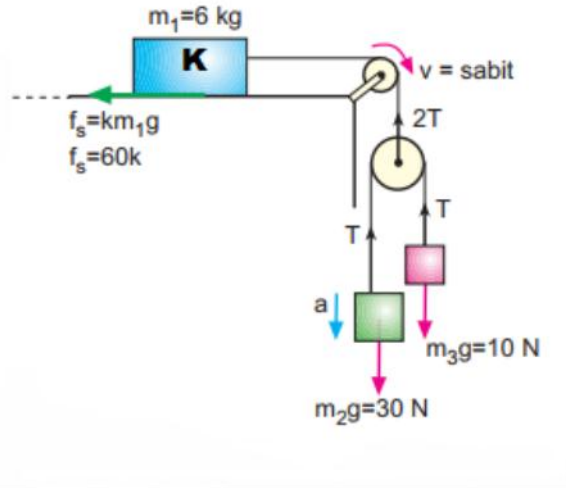 m₁=6 kg
K
v = sabit
fₛ=km₁g
fₛ=60k
2T
T
T
a
m₃g=10 N
m₂g=30 N